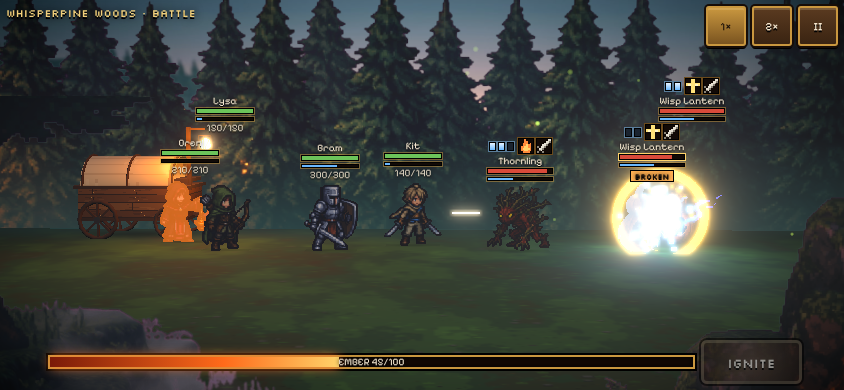 WHISPERPINE WOODS - BATTLE
1×
2×
II
Lysa
180/180
Oren
210/210
Bram
300/300
Kit
140/140
Thornling
Wisp Lantern
Wisp Lantern
BROKEN
EMBER 45/100
IGNITE